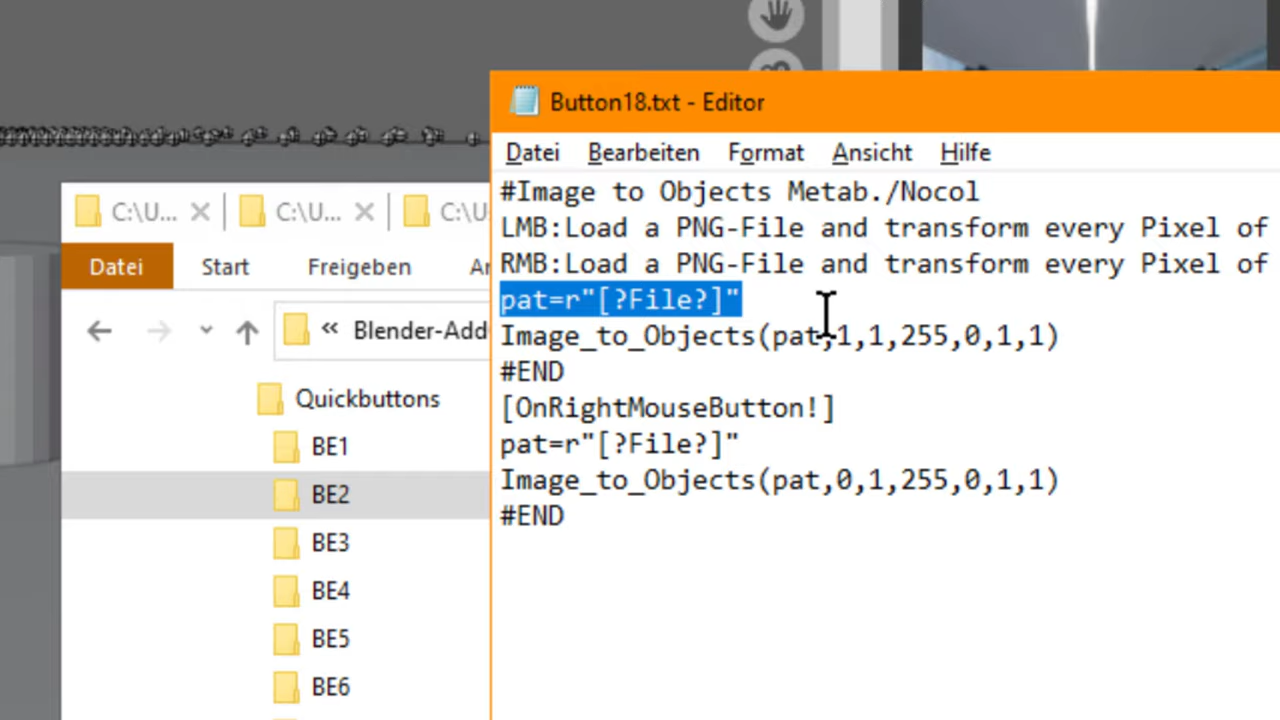 Button18.txt - Editor
Datei Bearbeiten Format Ansicht Hilfe
#Image to Objects Metab./Nocol
LMB:Load a PNG-File and transform every Pixel of
RMB:Load a PNG-File and transform every Pixel of
pat=r"[?File?]"
Image_to_Objects(pat,1,1,255,0,1,1)
#END
[OnRightMouseButton!]
pat=r"[?File?]"
Image_to_Objects(pat,0,1,255,0,1,1)
#END
C:\U... C:\U... C:\U
Datei Start Freigeben
« Blender-Add
Quickbuttons
BE1
BE2
BE3
BE4
BE5
BE6